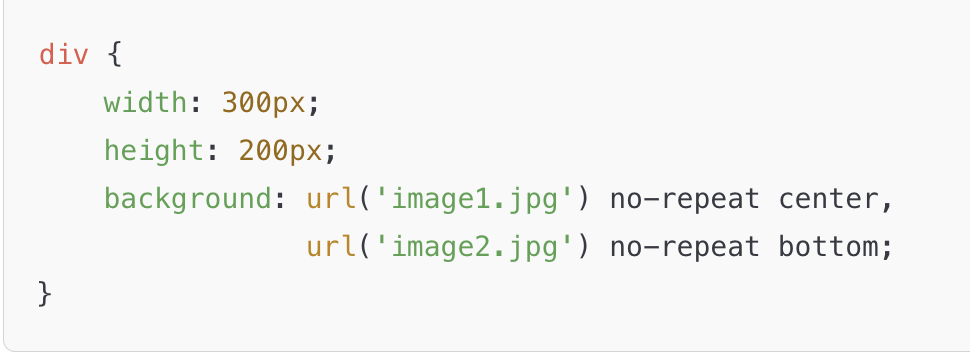 div {
    width: 300px;
    height: 200px;
    background: url('image1.jpg') no-repeat center,
                url('image2.jpg') no-repeat bottom;
}